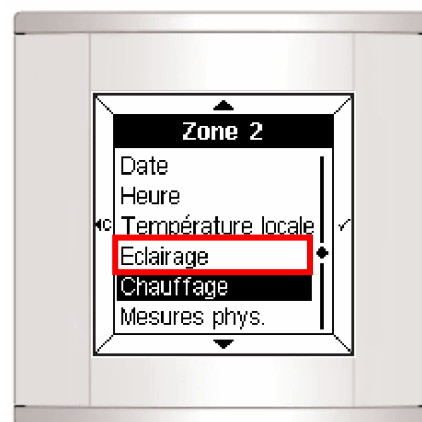 Zone 2
Date
Heure
◂C Température locale ✓
Eclairage
Chauffage
Mesures phys.